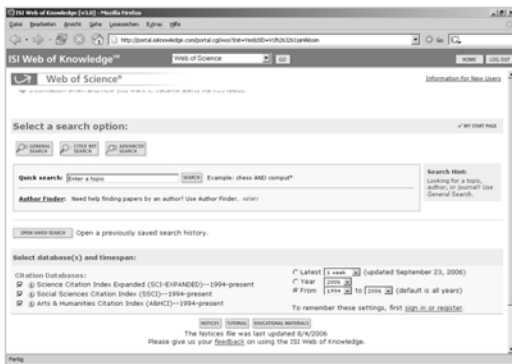 [v3.0] - Mozilla Firefox
Datei Bearbeiten Ansicht Gehe Lesezeichen Extras Hilfe
Go
ISI Web of Knowledge
Web of Science
GO
HOME
LOG OUT
Web of Science®
Information for New Users
Select a search option:
MY START PAGE
GENERAL SEARCH
CITED REF SEARCH
ADVANCED SEARCH
Quick search:
Enter a topic
SEARCH
Example: chess AND comput*
Author Finder: Need help finding papers by an author? Use Author Finder. NEW!
Search Hint:
Looking for a topic,
author, or journal? Use
General Search.
OPEN SAVED SEARCH
Open a previously saved search history.
Select database(s) and timespan:
Citation Databases:
Science Citation Index Expanded (SCI-EXPANDED)--1994-present
Social Sciences Citation Index (SSCI)--1994-present
Arts & Humanities Citation Index (A&HCI)--1994-present
Latest 1 week (updated September 23, 2006)
Year 2006
From 1994 to 2006 (default is all years)
To remember these settings, first sign in or register.
NOTICES
TUTORIAL
EDUCATIONAL MATERIALS
The Notices file was last updated 8/4/2006
Please give us your feedback on using the ISI Web of Knowledge.
Fertig